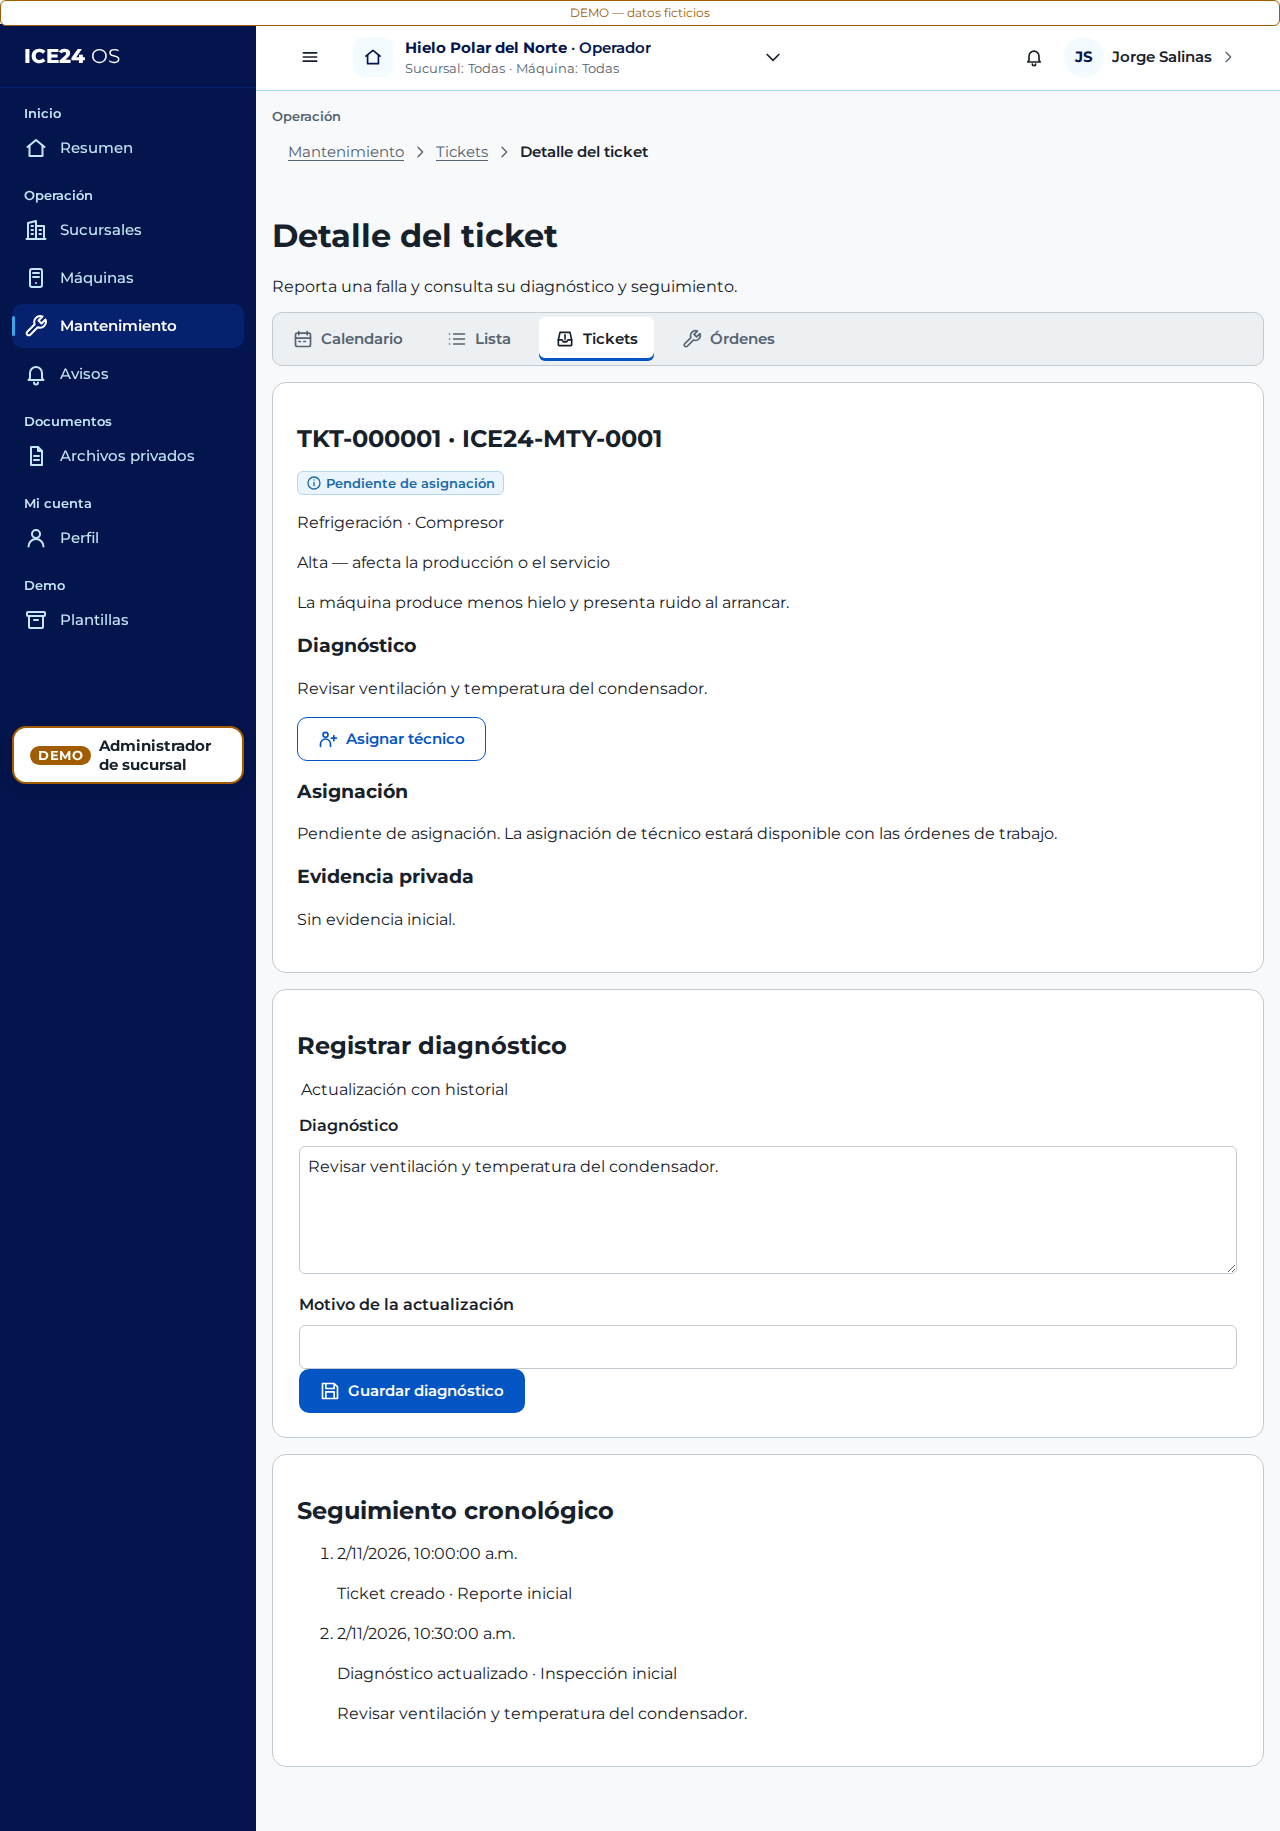 DEMO — datos ficticios
ICE24 OS
Inicio
Resumen
Operación
Sucursales
Máquinas
Mantenimiento
Avisos
Documentos
Archivos privados
Mi cuenta
Perfil
Demo
Plantillas
DEMO Administrador
de sucursal
Hielo Polar del Norte · Operador
Sucursal: Todas · Máquina: Todas
JS Jorge Salinas
Operación
Mantenimiento Tickets Detalle del ticket
Detalle del ticket
Reporta una falla y consulta su diagnóstico y seguimiento.
Calendario Lista Tickets Órdenes
TKT-000001 · ICE24-MTY-0001
Pendiente de asignación
Refrigeración · Compresor
Alta — afecta la producción o el servicio
La máquina produce menos hielo y presenta ruido al arrancar.
Diagnóstico
Revisar ventilación y temperatura del condensador.
Asignar técnico
Asignación
Pendiente de asignación. La asignación de técnico estará disponible con las órdenes de trabajo.
Evidencia privada
Sin evidencia inicial.
Registrar diagnóstico
Actualización con historial
Diagnóstico
Revisar ventilación y temperatura del condensador.
Motivo de la actualización
Guardar diagnóstico
Seguimiento cronológico
1. 2/11/2026, 10:00:00 a.m.
Ticket creado · Reporte inicial
2. 2/11/2026, 10:30:00 a.m.
Diagnóstico actualizado · Inspección inicial
Revisar ventilación y temperatura del condensador.